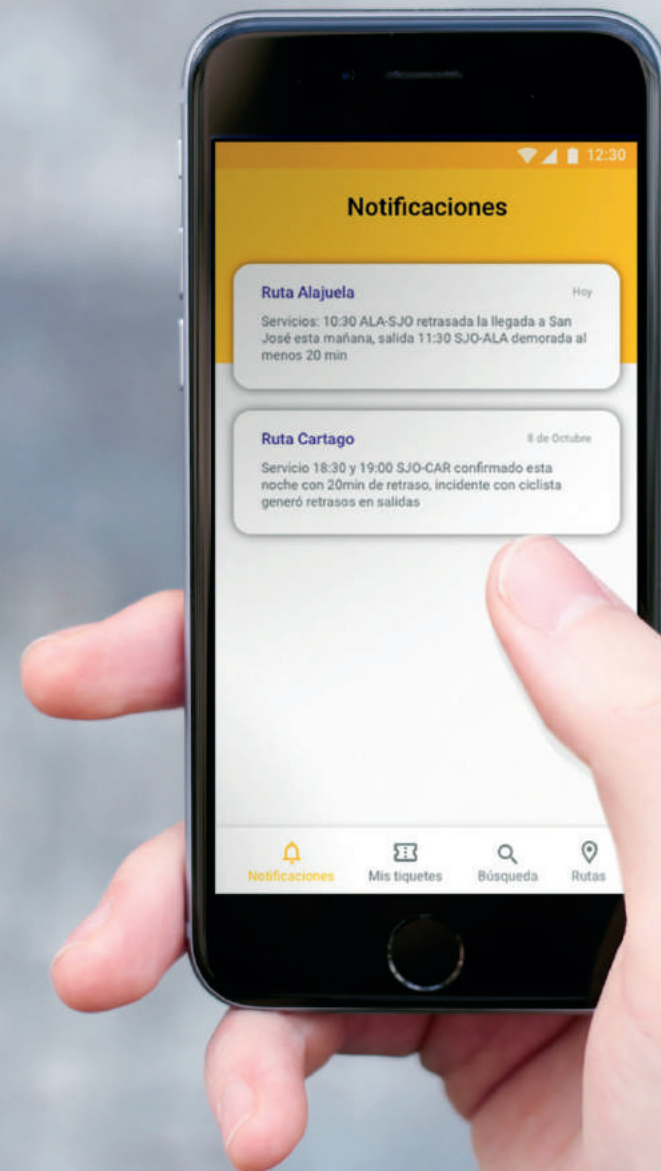 12:30
Notificaciones
Ruta Alajuela
Hoy
Servicios: 10:30 ALA-SJO retrasada la llegada a San
José esta mañana, salida 11:30 SJO-ALA demorada al
menos 20 min
Ruta Cartago
8 de Octubre
Servicio 18:30 y 19:00 SJO-CAR confirmado esta
noche con 20min de retraso, incidente con ciclista
generó retrasos en salidas
Notificaciones
Mis tiquetes
Búsqueda
Rutas